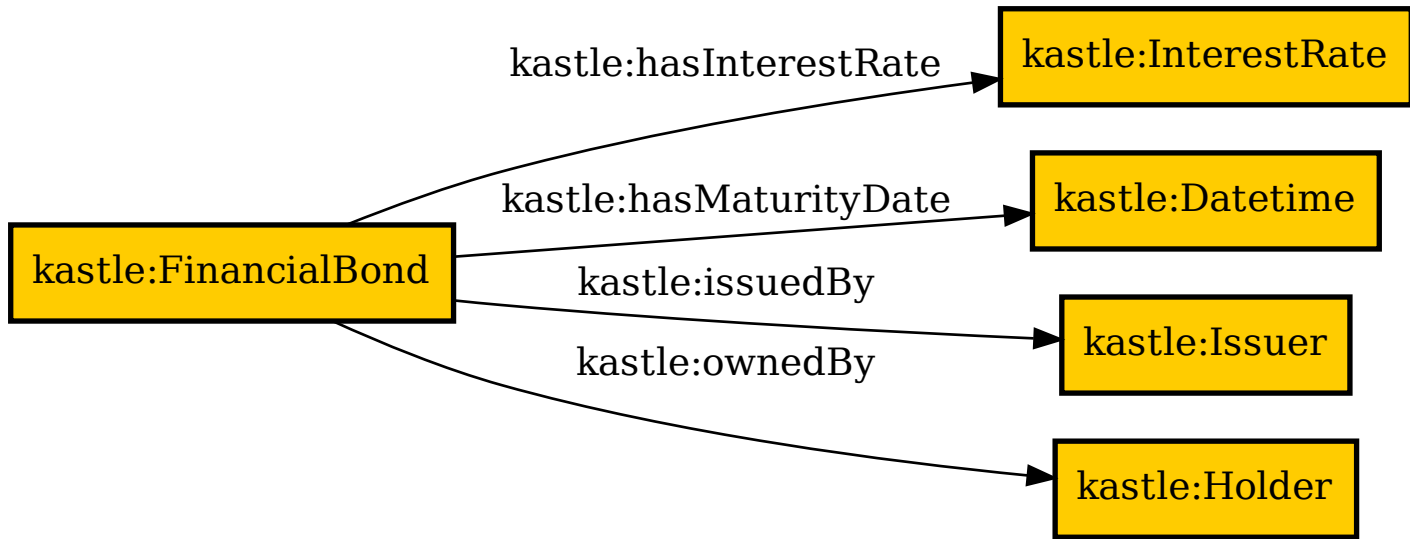 kastle:hasInterestRate
kastle:InterestRate
kastle:hasMaturityDate
kastle:Datetime
kastle:FinancialBond
kastle:issuedBy
kastle:Issuer
kastle:ownedBy
kastle:Holder